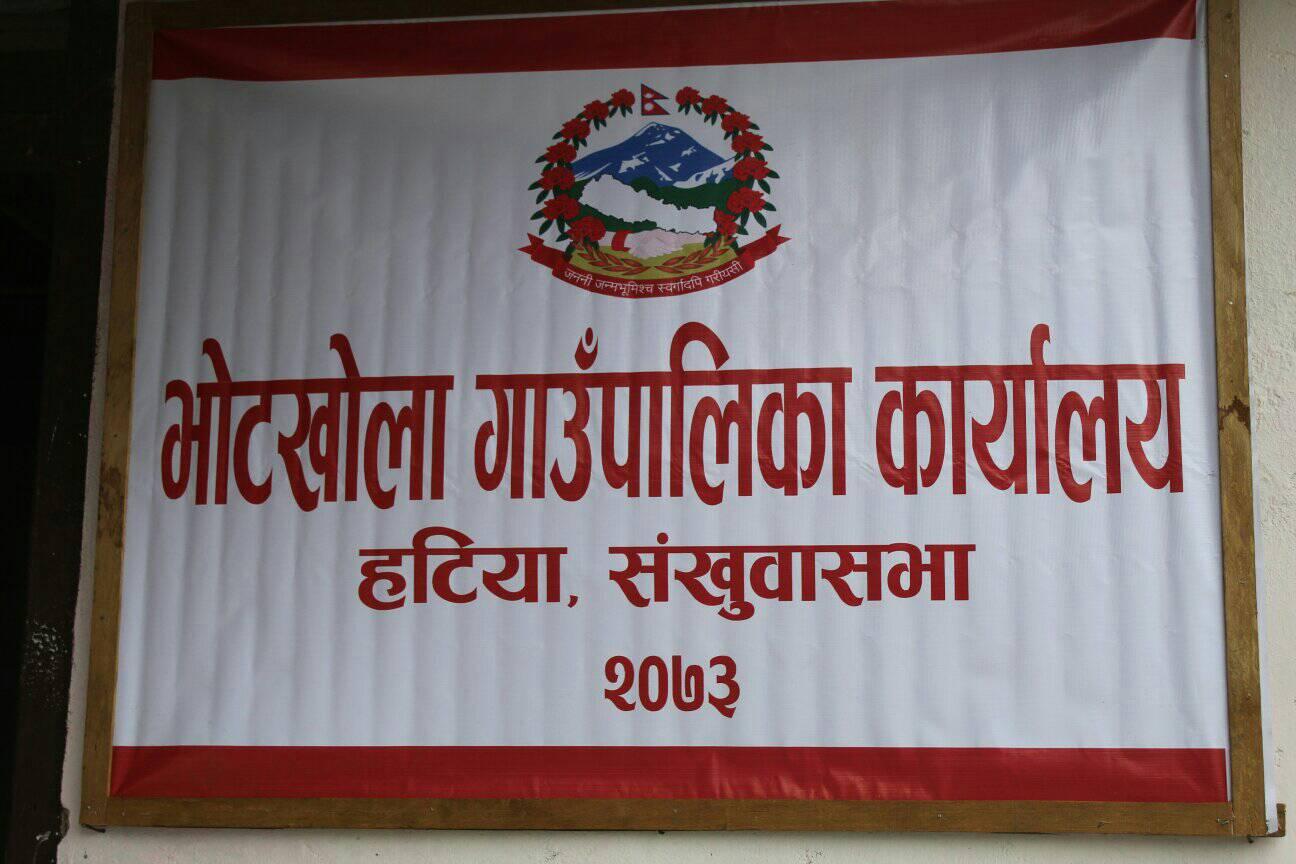 जननी जन्मभूमिश्च स्वर्गादपि गरीयसी
भोटखोला गाउँपालिका कार्यालय
हटिया, संखुवासभा
२०७३